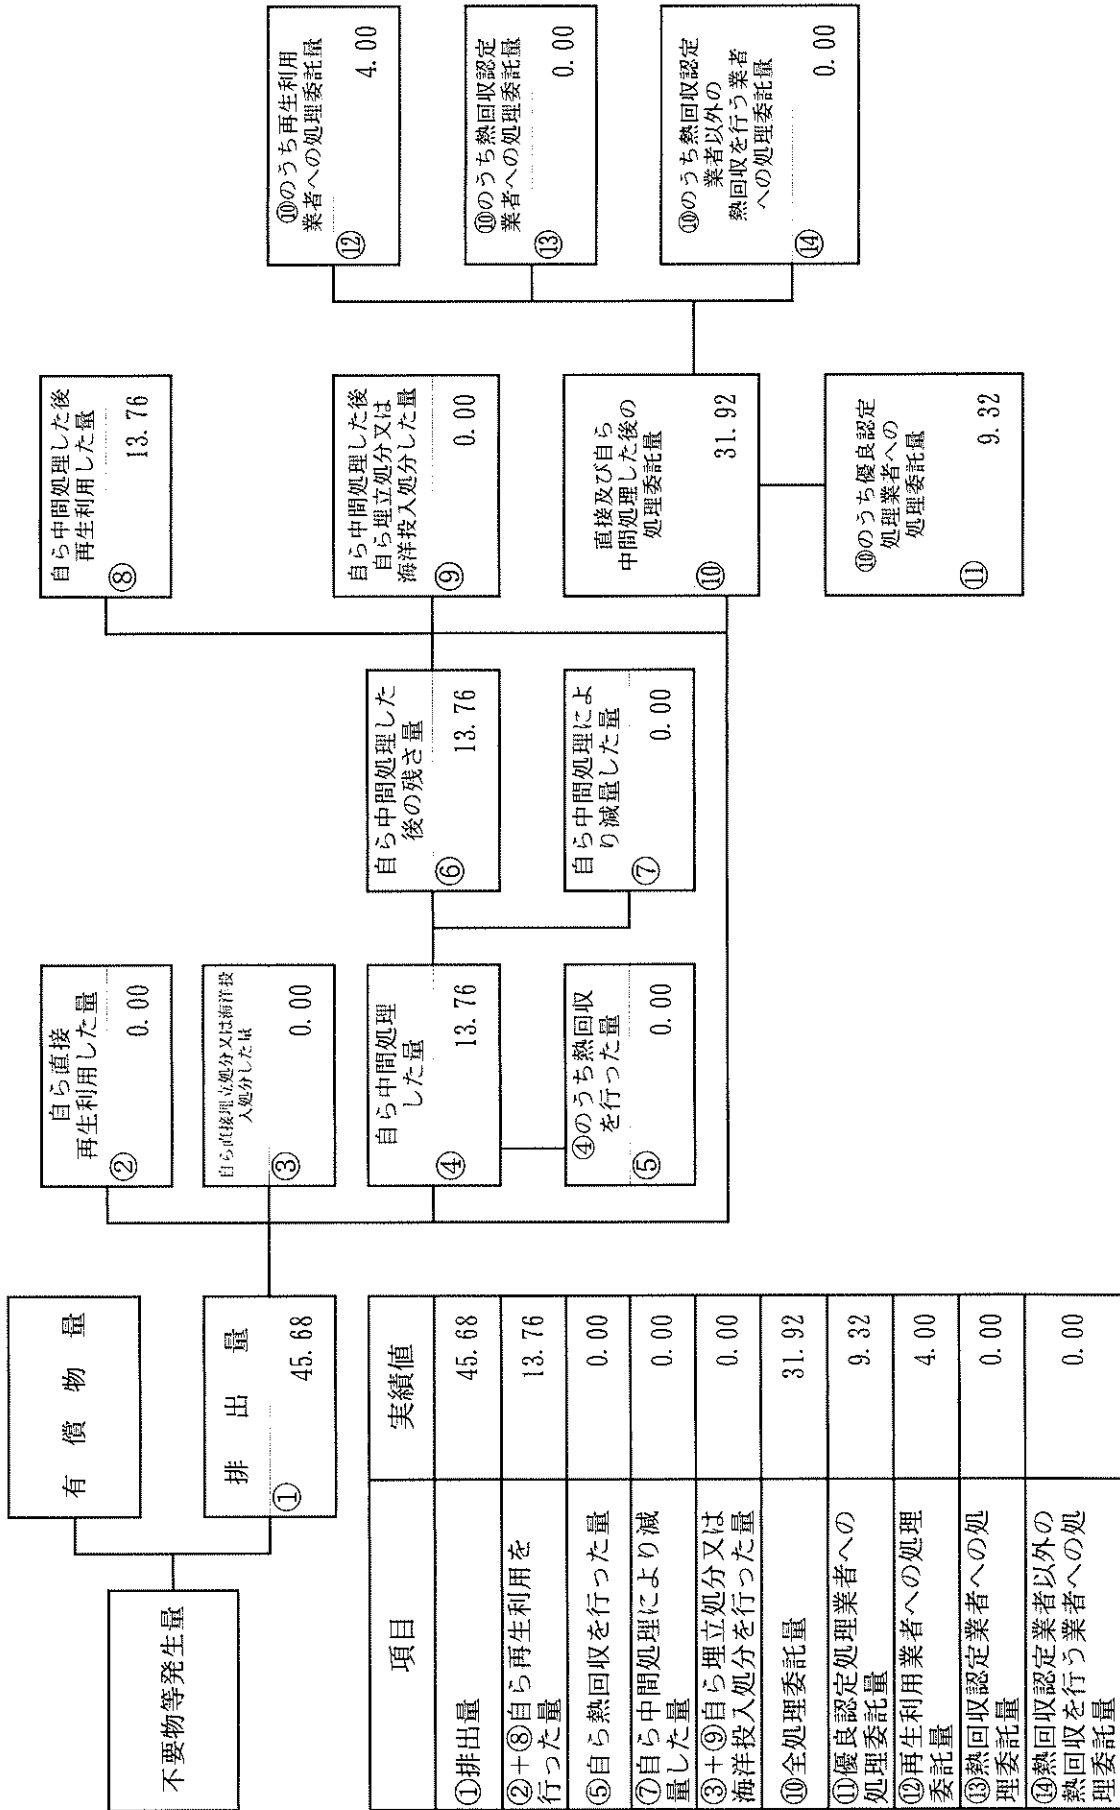 不要物等発生量
有償物量
排出量
①
45.68
自ら直接
再生利用した量
②
0.00
自ら直接埋立処分又は海洋投
入処分した量
③
0.00
自ら中間処理
した量
④
13.76
④のうち熱回収
を行った量
⑤
0.00
自ら中間処理した
後の残さ量
⑥
13.76
自ら中間処理によ
り減量した量
⑦
0.00
自ら中間処理した後
再生利用した量
⑧
13.76
自ら中間処理した後
自ら埋立処分又は
海洋投入処分した量
⑨
0.00
直接及び自ら
中間処理した後の
処理委託量
⑩
31.92
⑩のうち優良認定
処理業者への
処理委託量
⑪
9.32
⑩のうち再生利用
業者への処理委託量
⑫
4.00
⑩のうち熱回収認定
業者への処理委託量
⑬
0.00
⑩のうち熱回収認定
業者以外の
熱回収を行う業者
への処理委託量
⑭
0.00
項目 実績値
①排出量 45.68
②+⑧自ら再生利用を
行った量 13.76
⑤自ら熱回収を行った量 0.00
⑦自ら中間処理により減
量した量 0.00
③+⑨自ら埋立処分又は
海洋投入処分を行った量 0.00
⑩全処理委託量 31.92
⑪優良認定処理業者への
処理委託量 9.32
⑫再生利用業者への処理
委託量 4.00
⑬熱回収認定業者への処
理委託量 0.00
⑭熱回収認定業者以外の
熱回収を行う業者への処
理委託量 0.00